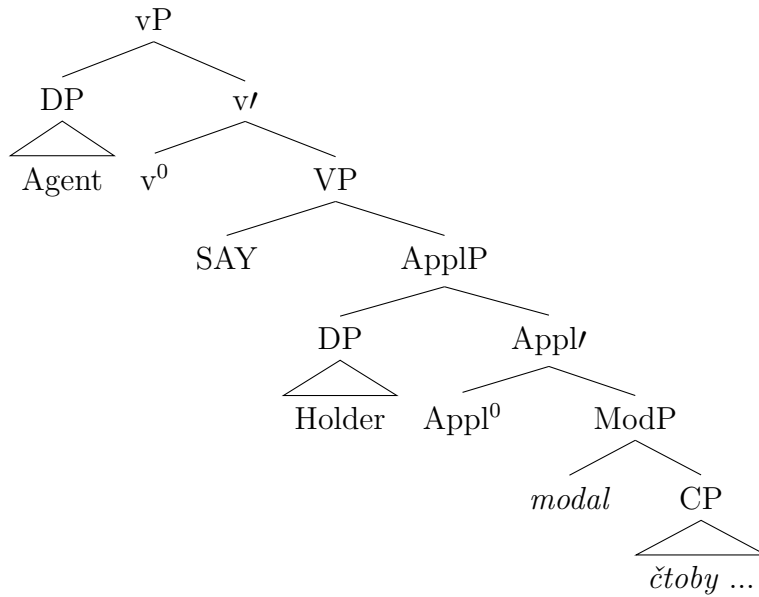 vP
DP v′
Agent v⁰ VP
SAY ApplP
DP Appl′
Holder Appl⁰ ModP
modal CP
čtoby ...